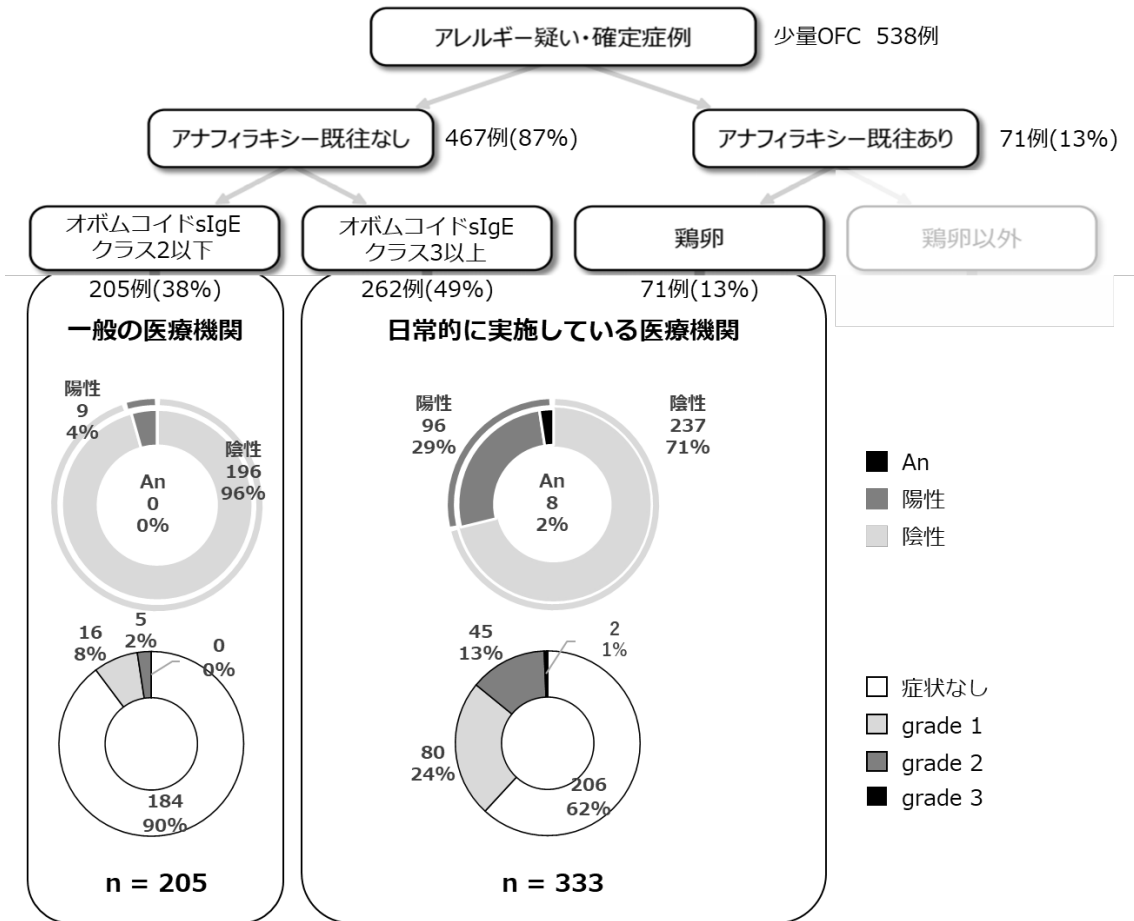 アレルギー疑い・確定症例
少量OFC 538例
アナフィラキシー既往なし
467例(87%)
アナフィラキシー既往あり
71例(13%)
オボムコイドsIgE
クラス2以下
オボムコイドsIgE
クラス3以上
鶏卵
鶏卵以外
205例(38%)
262例(49%)
71例(13%)
一般の医療機関
日常的に実施している医療機関
陽性
9
4%
陰性
196
96%
An
0
0%
陽性
96
29%
陰性
237
71%
An
8
2%
An
陽性
陰性
16
8%
5
2%
0
0%
184
90%
45
13%
2
1%
80
24%
206
62%
症状なし
grade 1
grade 2
grade 3
n = 205
n = 333